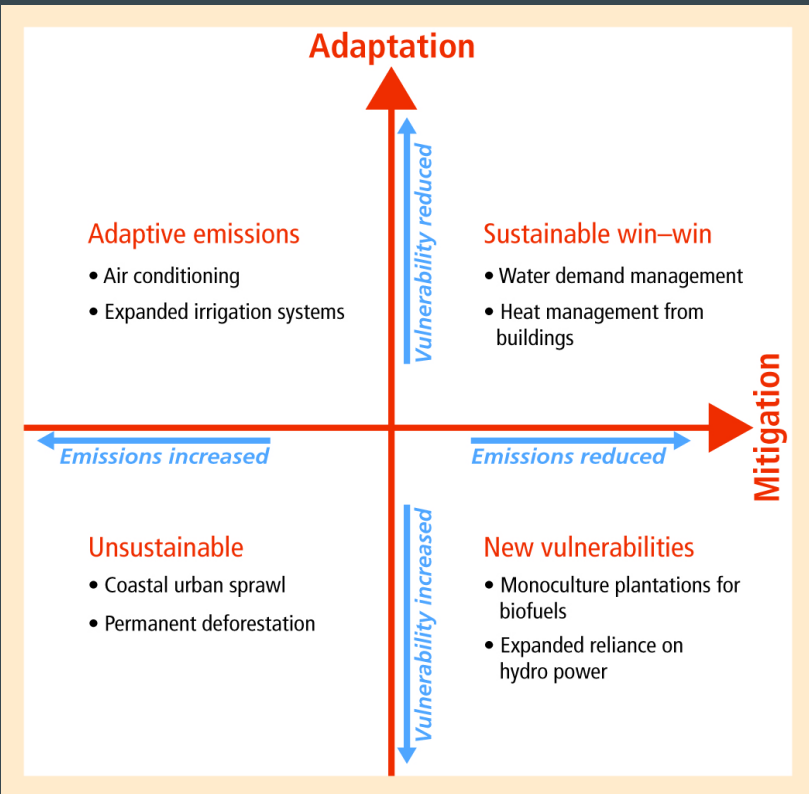 Adaptation
Vulnerability reduced
Adaptive emissions
• Air conditioning
• Expanded irrigation systems
Sustainable win–win
• Water demand management
• Heat management from
buildings
Mitigation
Emissions increased
Emissions reduced
Unsustainable
• Coastal urban sprawl
• Permanent deforestation
Vulnerability increased
New vulnerabilities
• Monoculture plantations for
biofuels
• Expanded reliance on
hydro power